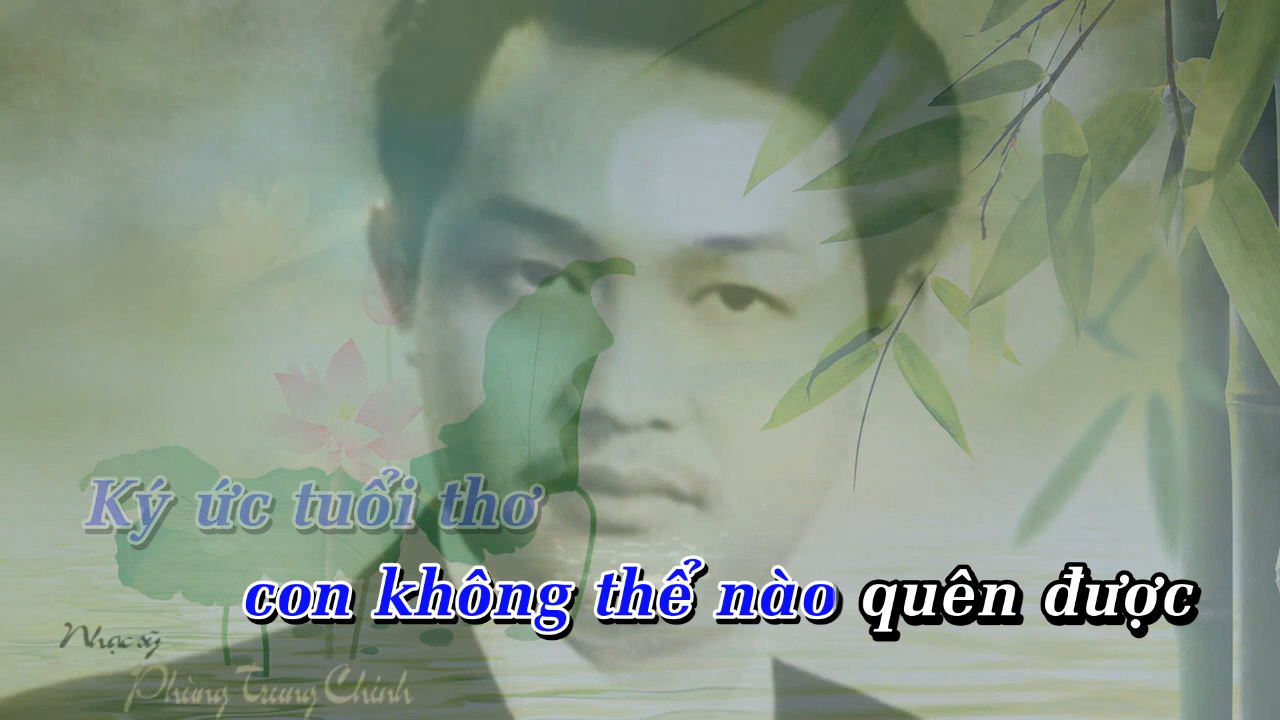 Ký ức tuổi thơ
con không thể nào quên được
Nhạc sỹ
Phùng Trung Chính